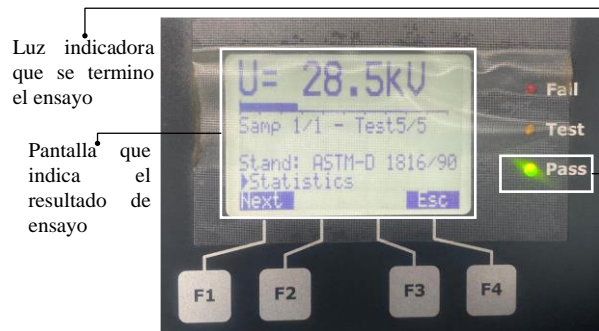 Luz indicadora
que se termino
el ensayo
Pantalla que
indica el
resultado de
ensayo
U= 28.5kV
Samp 1/1 - Test5/5
Stand: ASTM-D 1816/90
▶Statistics
Next Esc
Fail
Test
Pass
F1 F2 F3 F4